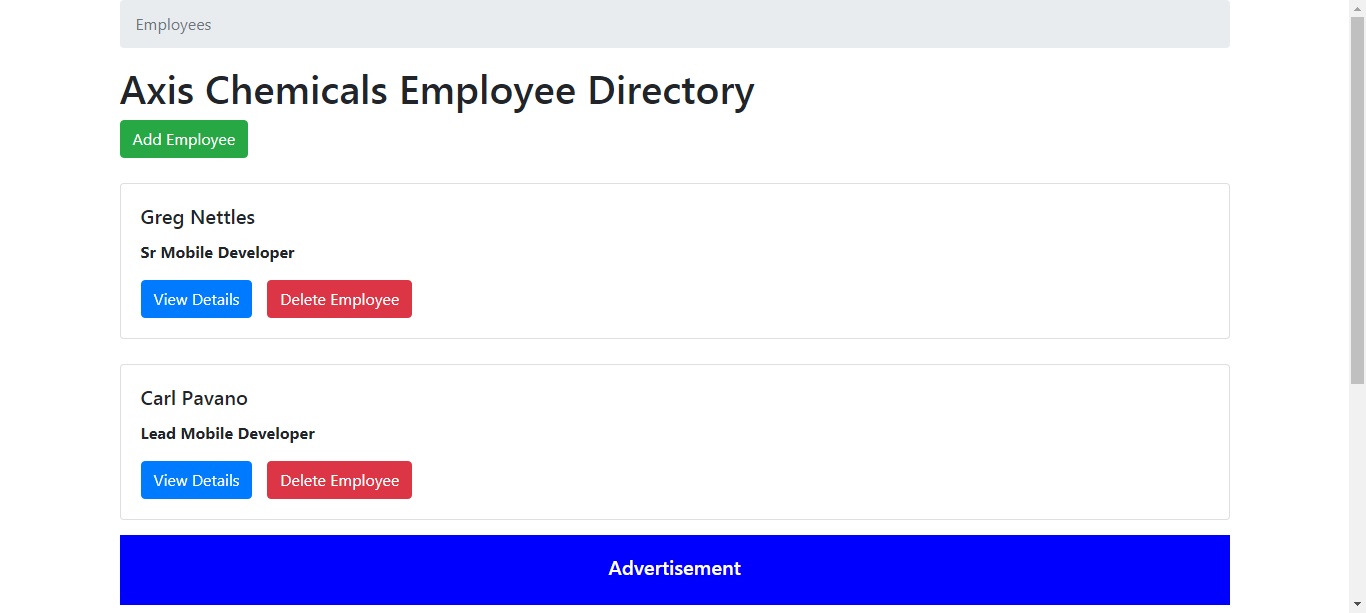 Employees
Axis Chemicals Employee Directory
Add Employee
Greg Nettles
Sr Mobile Developer
View Details Delete Employee
Carl Pavano
Lead Mobile Developer
View Details Delete Employee
Advertisement